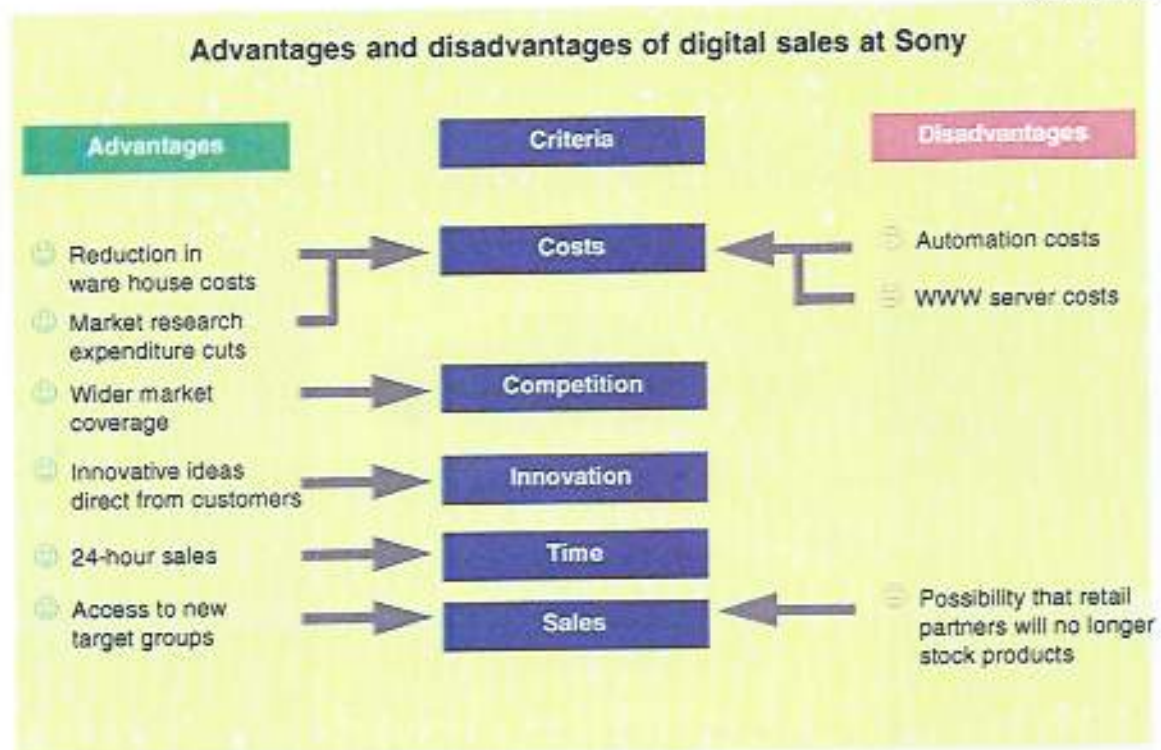 Advantages and disadvantages of digital sales at Sony
Advantages
Criteria
Disadvantages
Reduction in
ware house costs
Market research
expenditure cuts
Wider market
coverage
Innovative ideas
direct from customers
24-hour sales
Access to new
target groups
Costs
Competition
Innovation
Time
Sales
Automation costs
WWW server costs
Possibility that retail
partners will no longer
stock products